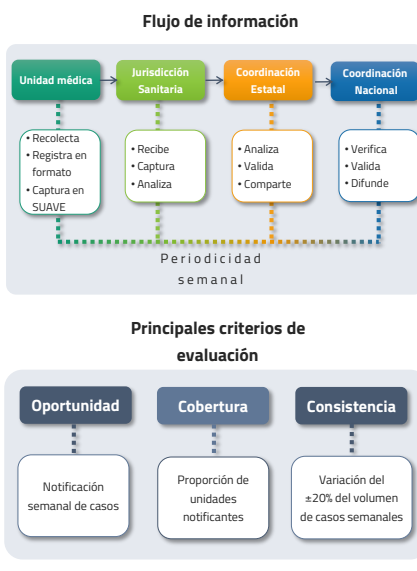 Flujo de información
Unidad médica
Jurisdicción
Sanitaria
Coordinación
Estatal
Coordinación
Nacional
• Recolecta
• Registra en
formato
• Captura en
SUAVE
• Recibe
• Captura
• Analiza
• Analiza
• Valida
• Comparte
• Verifica
• Valida
• Difunde
Periodicidad
semanal
Principales criterios de
evaluación
Oportunidad
Cobertura
Consistencia
Notificación
semanal de casos
Proporción de
unidades
notificantes
Variación del
±20% del volumen
de casos semanales